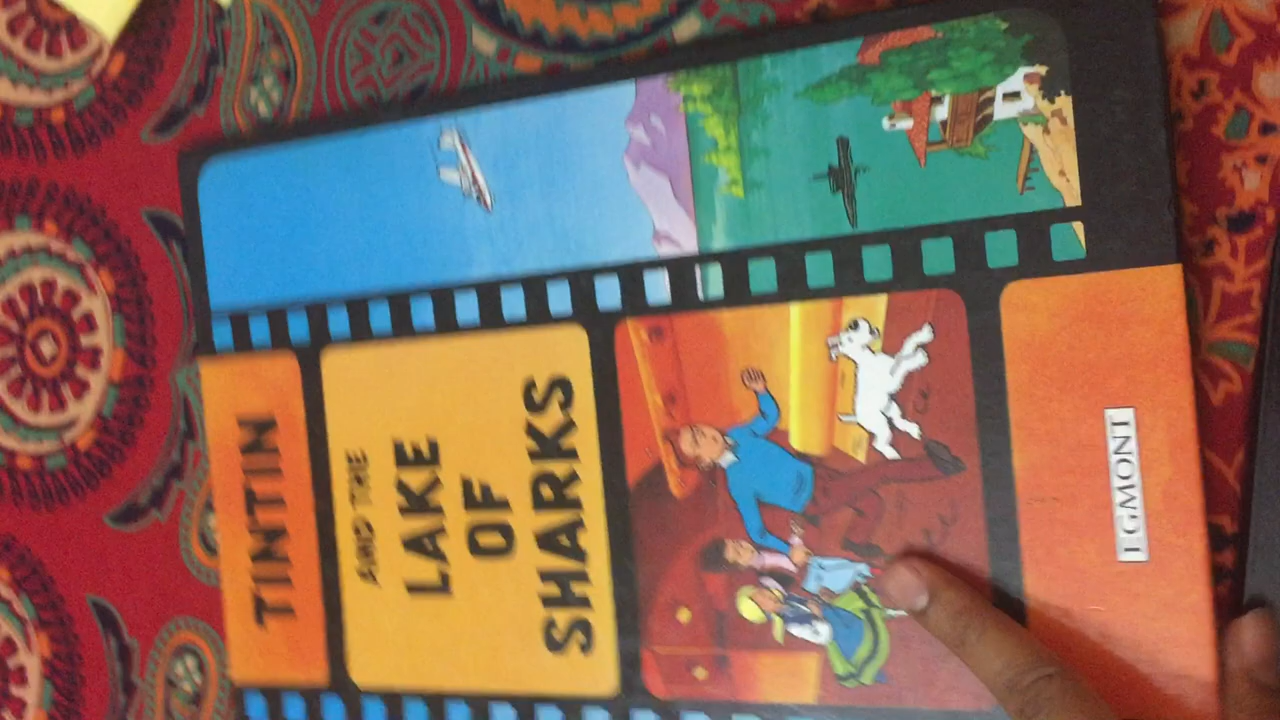 TINTIN
AND THE
LAKE
OF
SHARKS
EGMONT